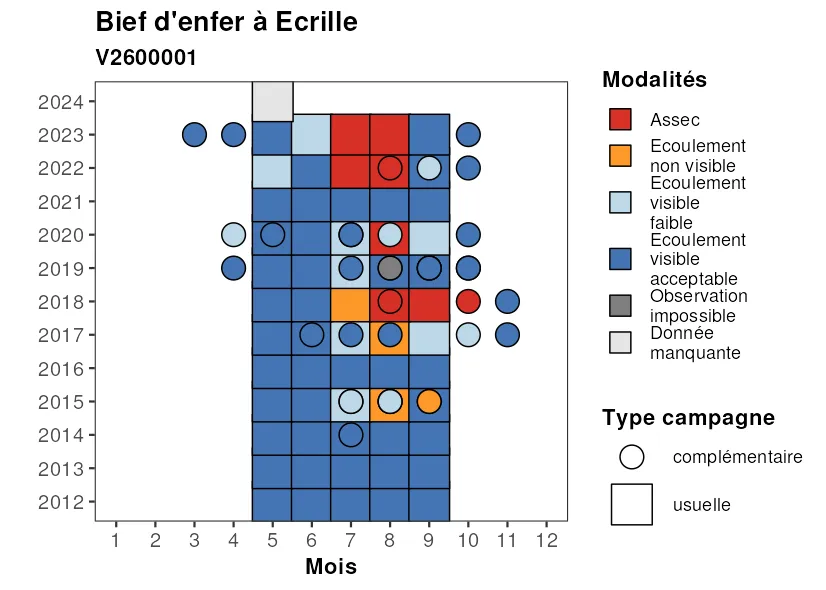 Bief d'enfer à Ecrille
V2600001
2024
2023
2022
2021
2020
2019
2018
2017
2016
2015
2014
2013
2012
1 2 3 4 5 6 7 8 9 10 11 12
Mois
Modalités
Assec
Ecoulement
non visible
Ecoulement
visible
faible
Ecoulement
visible
acceptable
Observation
impossible
Donnée
manquante
Type campagne
complémentaire
usuelle